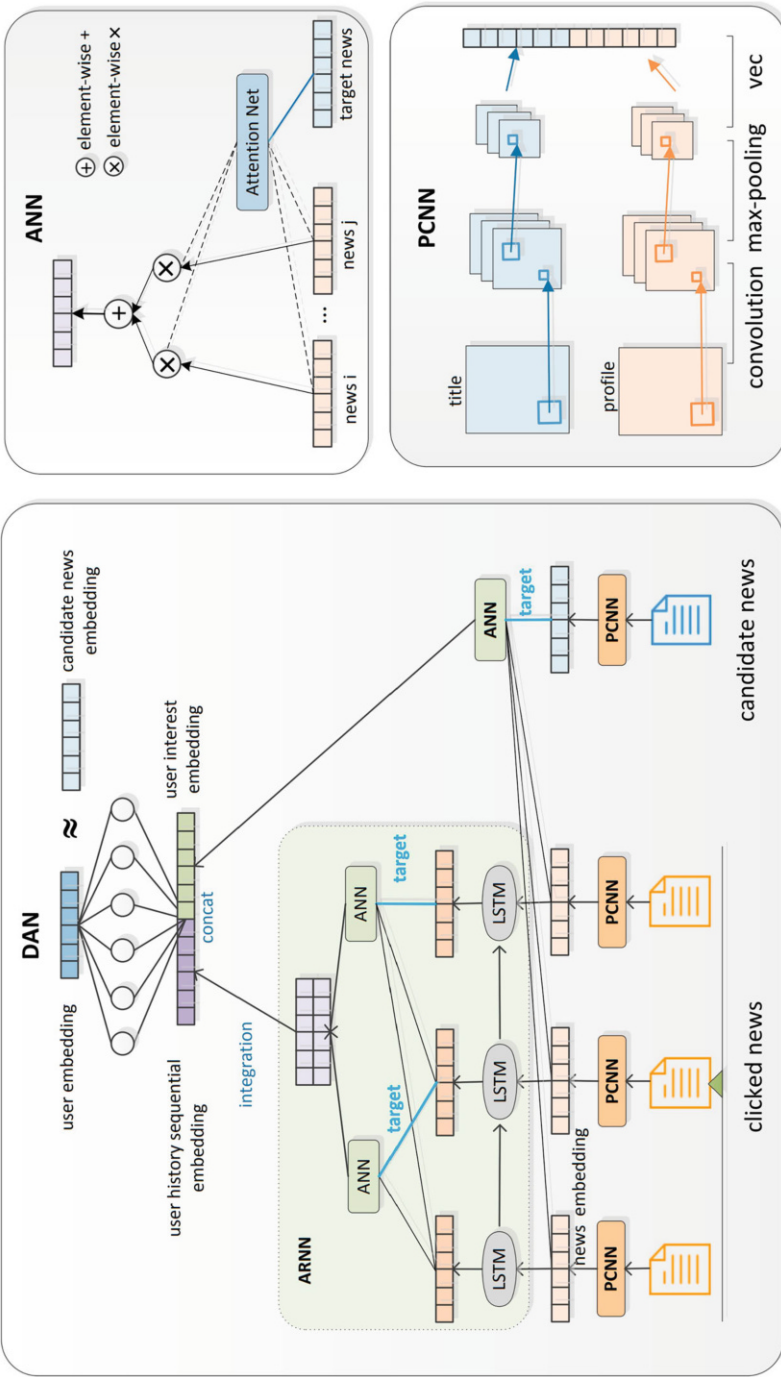 DAN
user embedding
≈
candidate news
embedding
user history sequential
embedding
concat
user interest
embedding
integration
ARNN
ANN
target
ANN
target
LSTM
LSTM
LSTM
ANN
target
news embedding
PCNN
PCNN
PCNN
PCNN
clicked news
candidate news
ANN
+ element-wise +
× element-wise ×
+
×
×
Attention Net
news i
...
news j
target news
PCNN
title
profile
convolution
max-pooling
vec